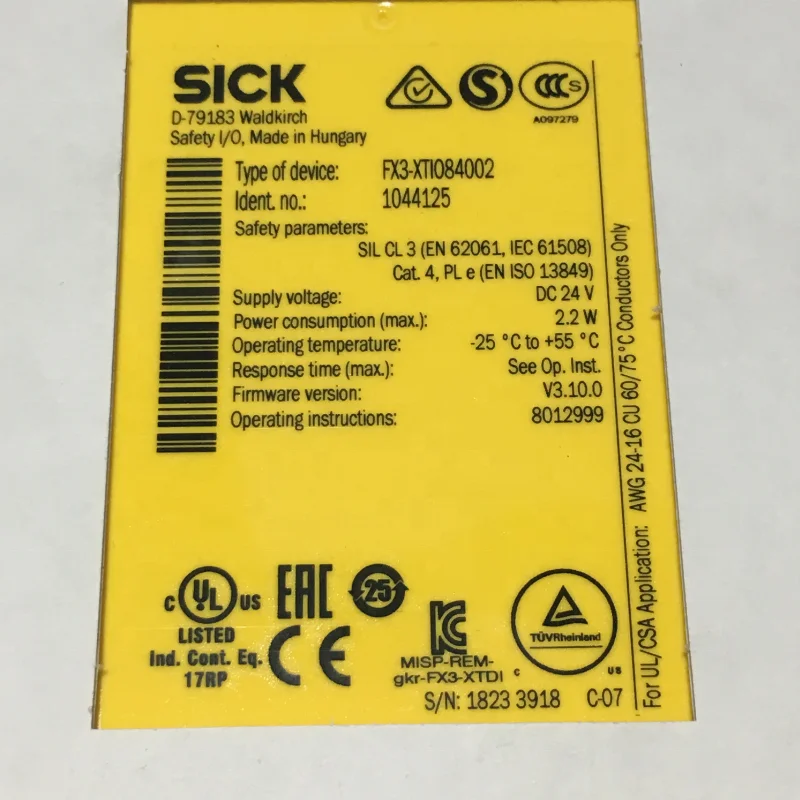 SICK
D-79183 Waldkirch
Safety I/O, Made in Hungary
A097279
Type of device: FX3-XTIO84002
Ident. no.: 1044125
Safety parameters:
SIL CL 3 (EN 62061, IEC 61508)
Cat. 4, PL e (EN ISO 13849)
Supply voltage: DC 24 V
Power consumption (max.): 2.2 W
Operating temperature: -25 °C to +55 °C
Response time (max.): See Op. Inst.
Firmware version: V3.10.0
Operating instructions: 8012999
For UL/CSA Application: AWG 24-16 CU 60/75°C Conductors Only
c UL US
LISTED
Ind. Cont. Eq.
17RP
EAC
25
CE
KC
MISP-REM-
gkr-FX3-XTDI
TÜVRheinland
c US
S/N: 1823 3918 C-07